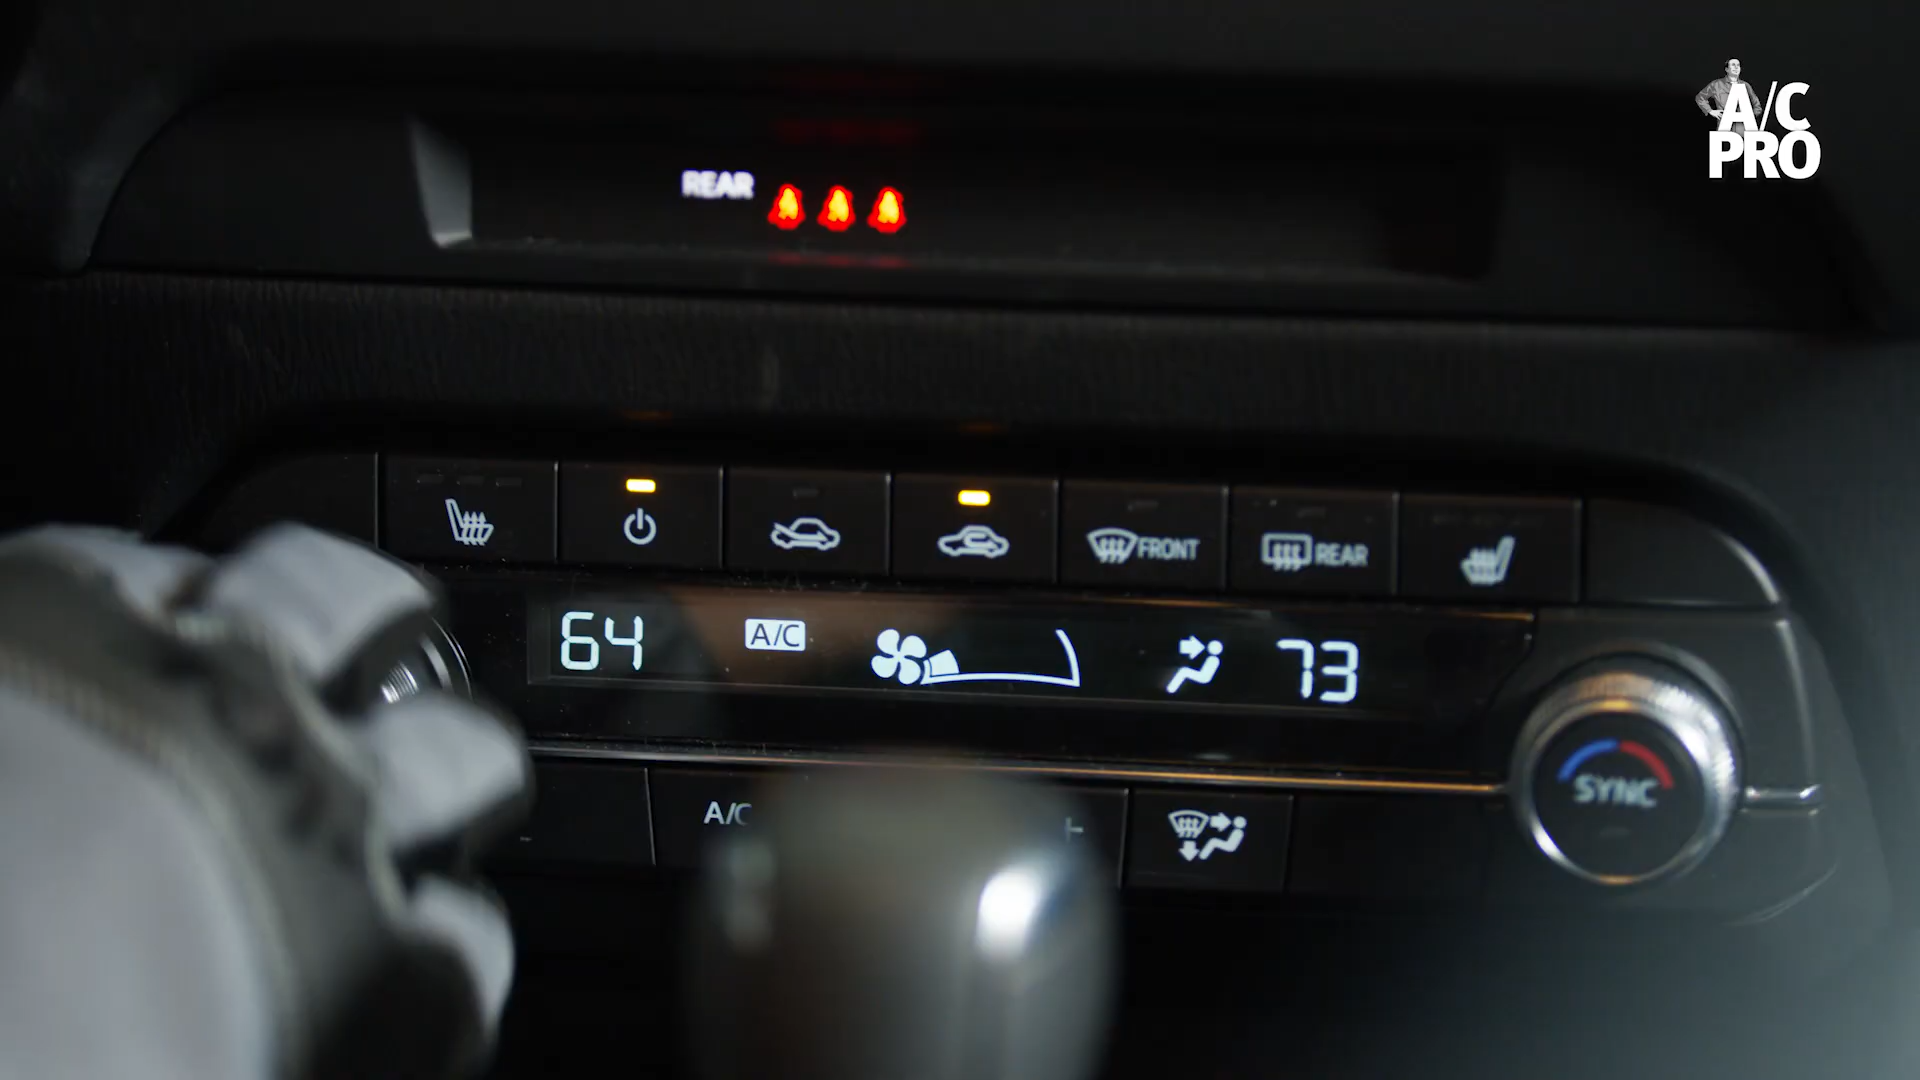 A/C
PRO
REAR
FRONT
REAR
64
A/C
73
SYNC
A/C
+